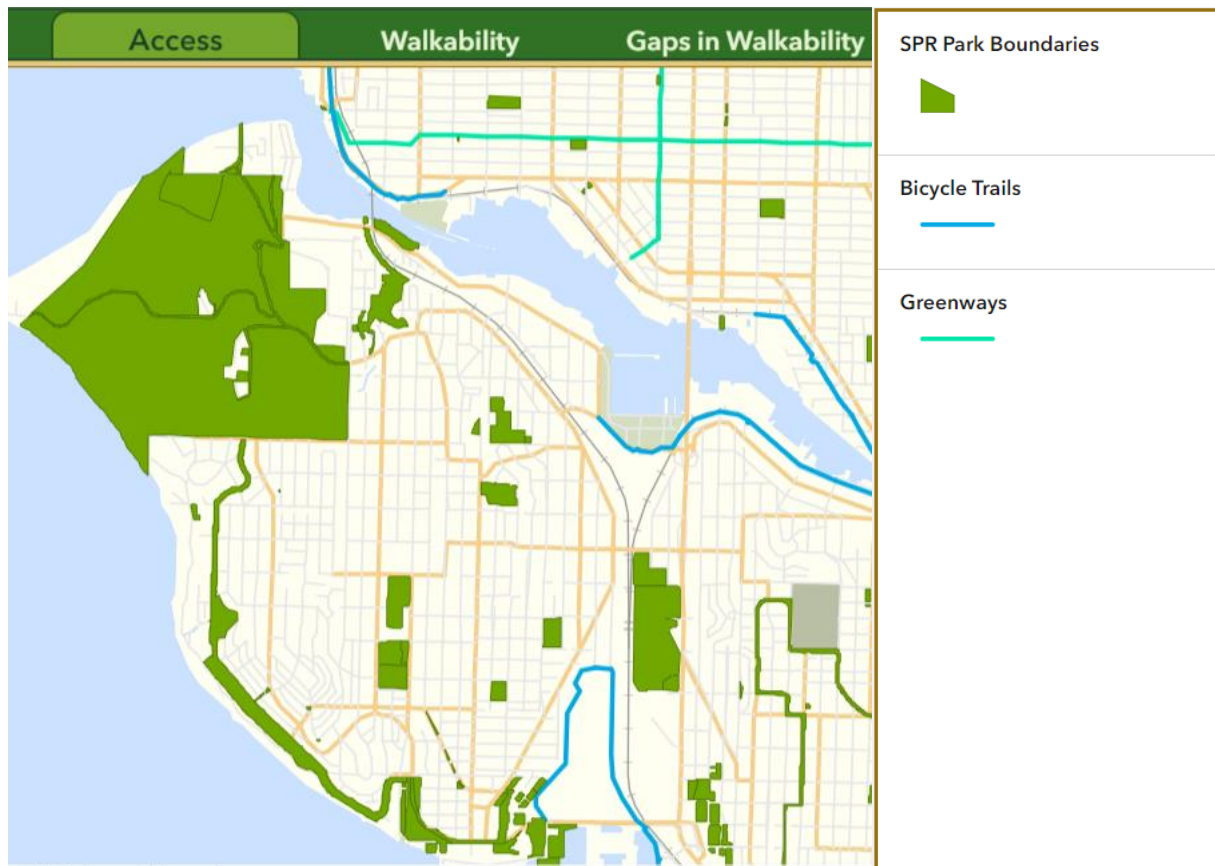 Access
Walkability
Gaps in Walkability
SPR Park Boundaries
Bicycle Trails
Greenways